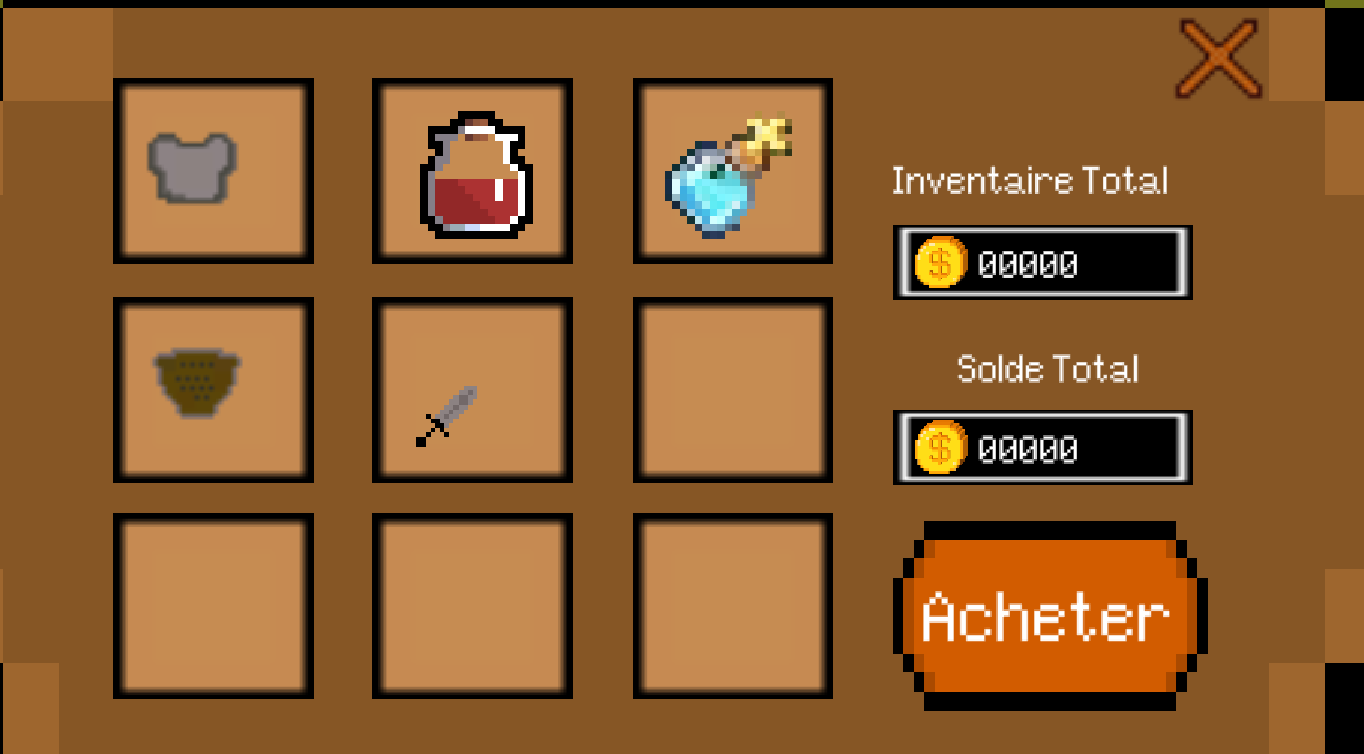 Inventaire Total
$ 00000
Solde Total
$ 00000
Acheter